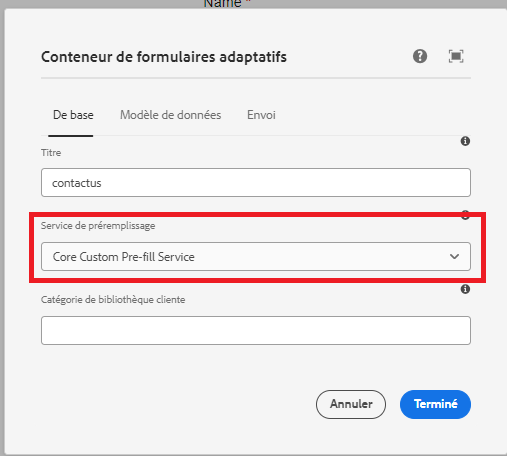 Name *
Conteneur de formulaires adaptatifs
De base Modèle de données Envoi
Titre
contactus
Service de préremplissage
Core Custom Pre-fill Service
Catégorie de bibliothèque cliente
Annuler Terminé